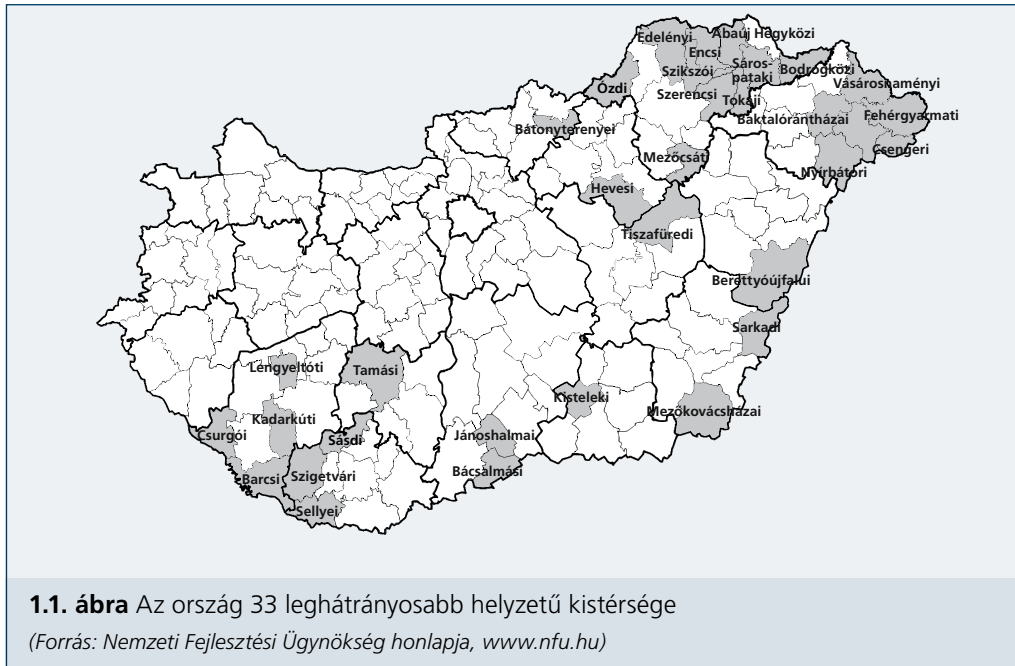 Edelényi
Abaúj Hegyközi
Encsi
Sáros-
pataki
Bodrogközi
Szikszói
Vásárosnaményi
Ózdi
Szerencsi
Tokaji
Baktalórántházai
Fehérgyarmati
Bátonyterenyei
Csengeri
Mezőcsáti
Nyírbátori
Hevesi
Tiszafüredi
Berettyóújfalui
Sarkadi
Lengyeltóti
Tamási
Kisteleki
Mezőkovácsházai
Kadarkúti
Csurgói
Sásdi
Jánoshalmai
Barcsi
Szigetvári
Bácsalmási
Sellyei
1.1. ábra Az ország 33 leghátrányosabb helyzetű kistérsége
(Forrás: Nemzeti Fejlesztési Ügynökség honlapja, www.nfu.hu)